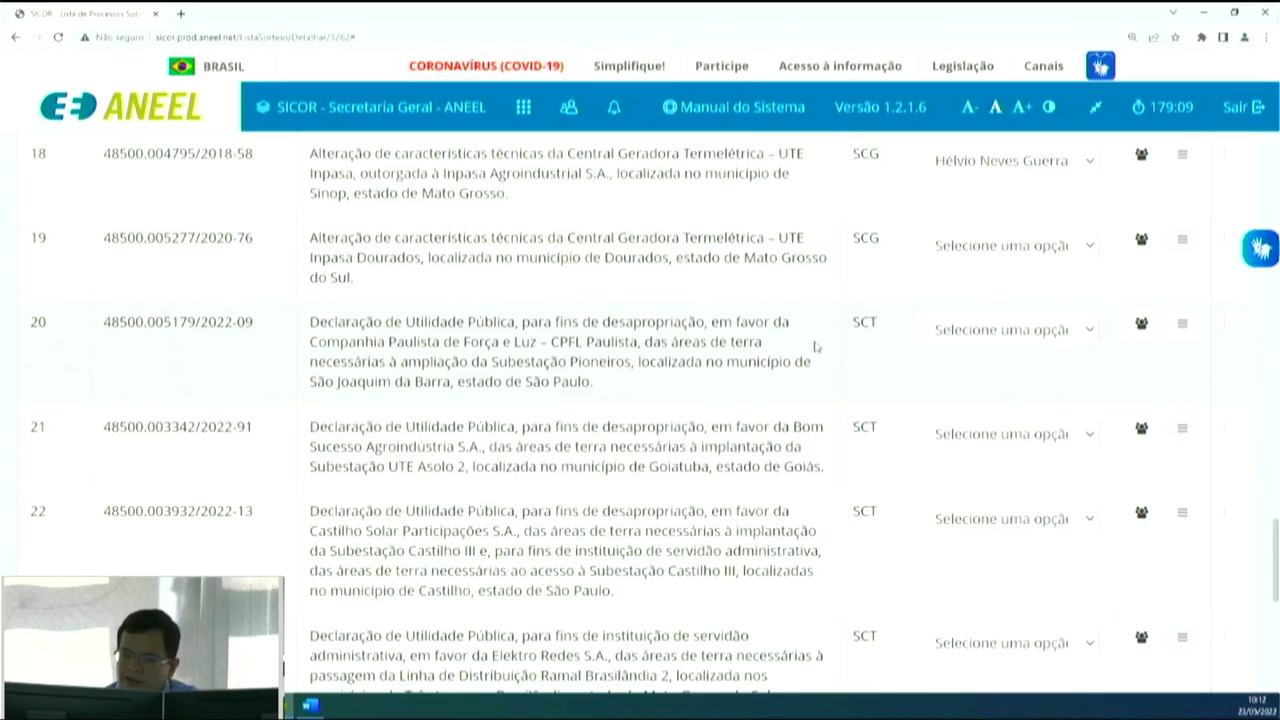 SICOR - Lista de Processos Sub
Não seguro | sicor.prod.aneel.net/ListaSorteio/Detalhar/3262#
BRASIL
CORONAVÍRUS (COVID-19)
Simplifique!
Participe
Acesso à informação
Legislação
Canais
ANEEL
SICOR - Secretaria Geral - ANEEL
Manual do Sistema
Versão 1.2.1.6
A-
A
A+
179:09
Sair
18
48500.004795/2018-58
Alteração de características técnicas da Central Geradora Termelétrica – UTE
Inpasa, outorgada à Inpasa Agroindustrial S.A., localizada no município de
Sinop, estado de Mato Grosso.
SCG
Hélvio Neves Guerra
19
48500.005277/2020-76
Alteração de características técnicas da Central Geradora Termelétrica – UTE
Inpasa Dourados, localizada no município de Dourados, estado de Mato Grosso
do Sul.
SCG
Selecione uma opçã
20
48500.005179/2022-09
Declaração de Utilidade Pública, para fins de desapropriação, em favor da
Companhia Paulista de Força e Luz – CPFL Paulista, das áreas de terra
necessárias à ampliação da Subestação Pioneiros, localizada no município de
São Joaquim da Barra, estado de São Paulo.
SCT
Selecione uma opçã
21
48500.003342/2022-91
Declaração de Utilidade Pública, para fins de desapropriação, em favor da Bom
Sucesso Agroindústria S.A., das áreas de terra necessárias à implantação da
Subestação UTE Asolo 2, localizada no município de Goiatuba, estado de Goiás.
SCT
Selecione uma opçã
22
48500.003932/2022-13
Declaração de Utilidade Pública, para fins de desapropriação, em favor da
Castilho Solar Participações S.A., das áreas de terra necessárias à implantação
da Subestação Castilho III e, para fins de instituição de servidão administrativa,
das áreas de terra necessárias ao acesso à Subestação Castilho III, localizadas
no município de Castilho, estado de São Paulo.
SCT
Selecione uma opçã
Declaração de Utilidade Pública, para fins de instituição de servidão
administrativa, em favor da Elektro Redes S.A., das áreas de terra necessárias à
passagem da Linha de Distribuição Ramal Brasilândia 2, localizada nos
SCT
Selecione uma opçã
10:12
23/05/2022